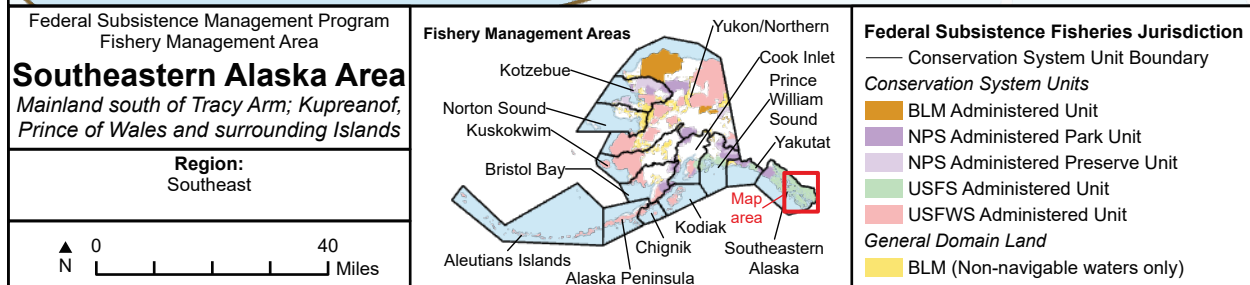 Federal Subsistence Management Program
Fishery Management Area
Southeastern Alaska Area
Mainland south of Tracy Arm; Kupreanof,
Prince of Wales and surrounding Islands
Region:
Southeast
N
0
40
Miles
Fishery Management Areas
Yukon/Northern
Kotzebue
Cook Inlet
Prince
William
Sound
Norton Sound
Kuskokwim
Yakutat
Bristol Bay
Map
area
Kodiak
Chignik
Southeastern
Alaska
Aleutians Islands
Alaska Peninsula
Federal Subsistence Fisheries Jurisdiction
Conservation System Unit Boundary
Conservation System Units
BLM Administered Unit
NPS Administered Park Unit
NPS Administered Preserve Unit
USFS Administered Unit
USFWS Administered Unit
General Domain Land
BLM (Non-navigable waters only)